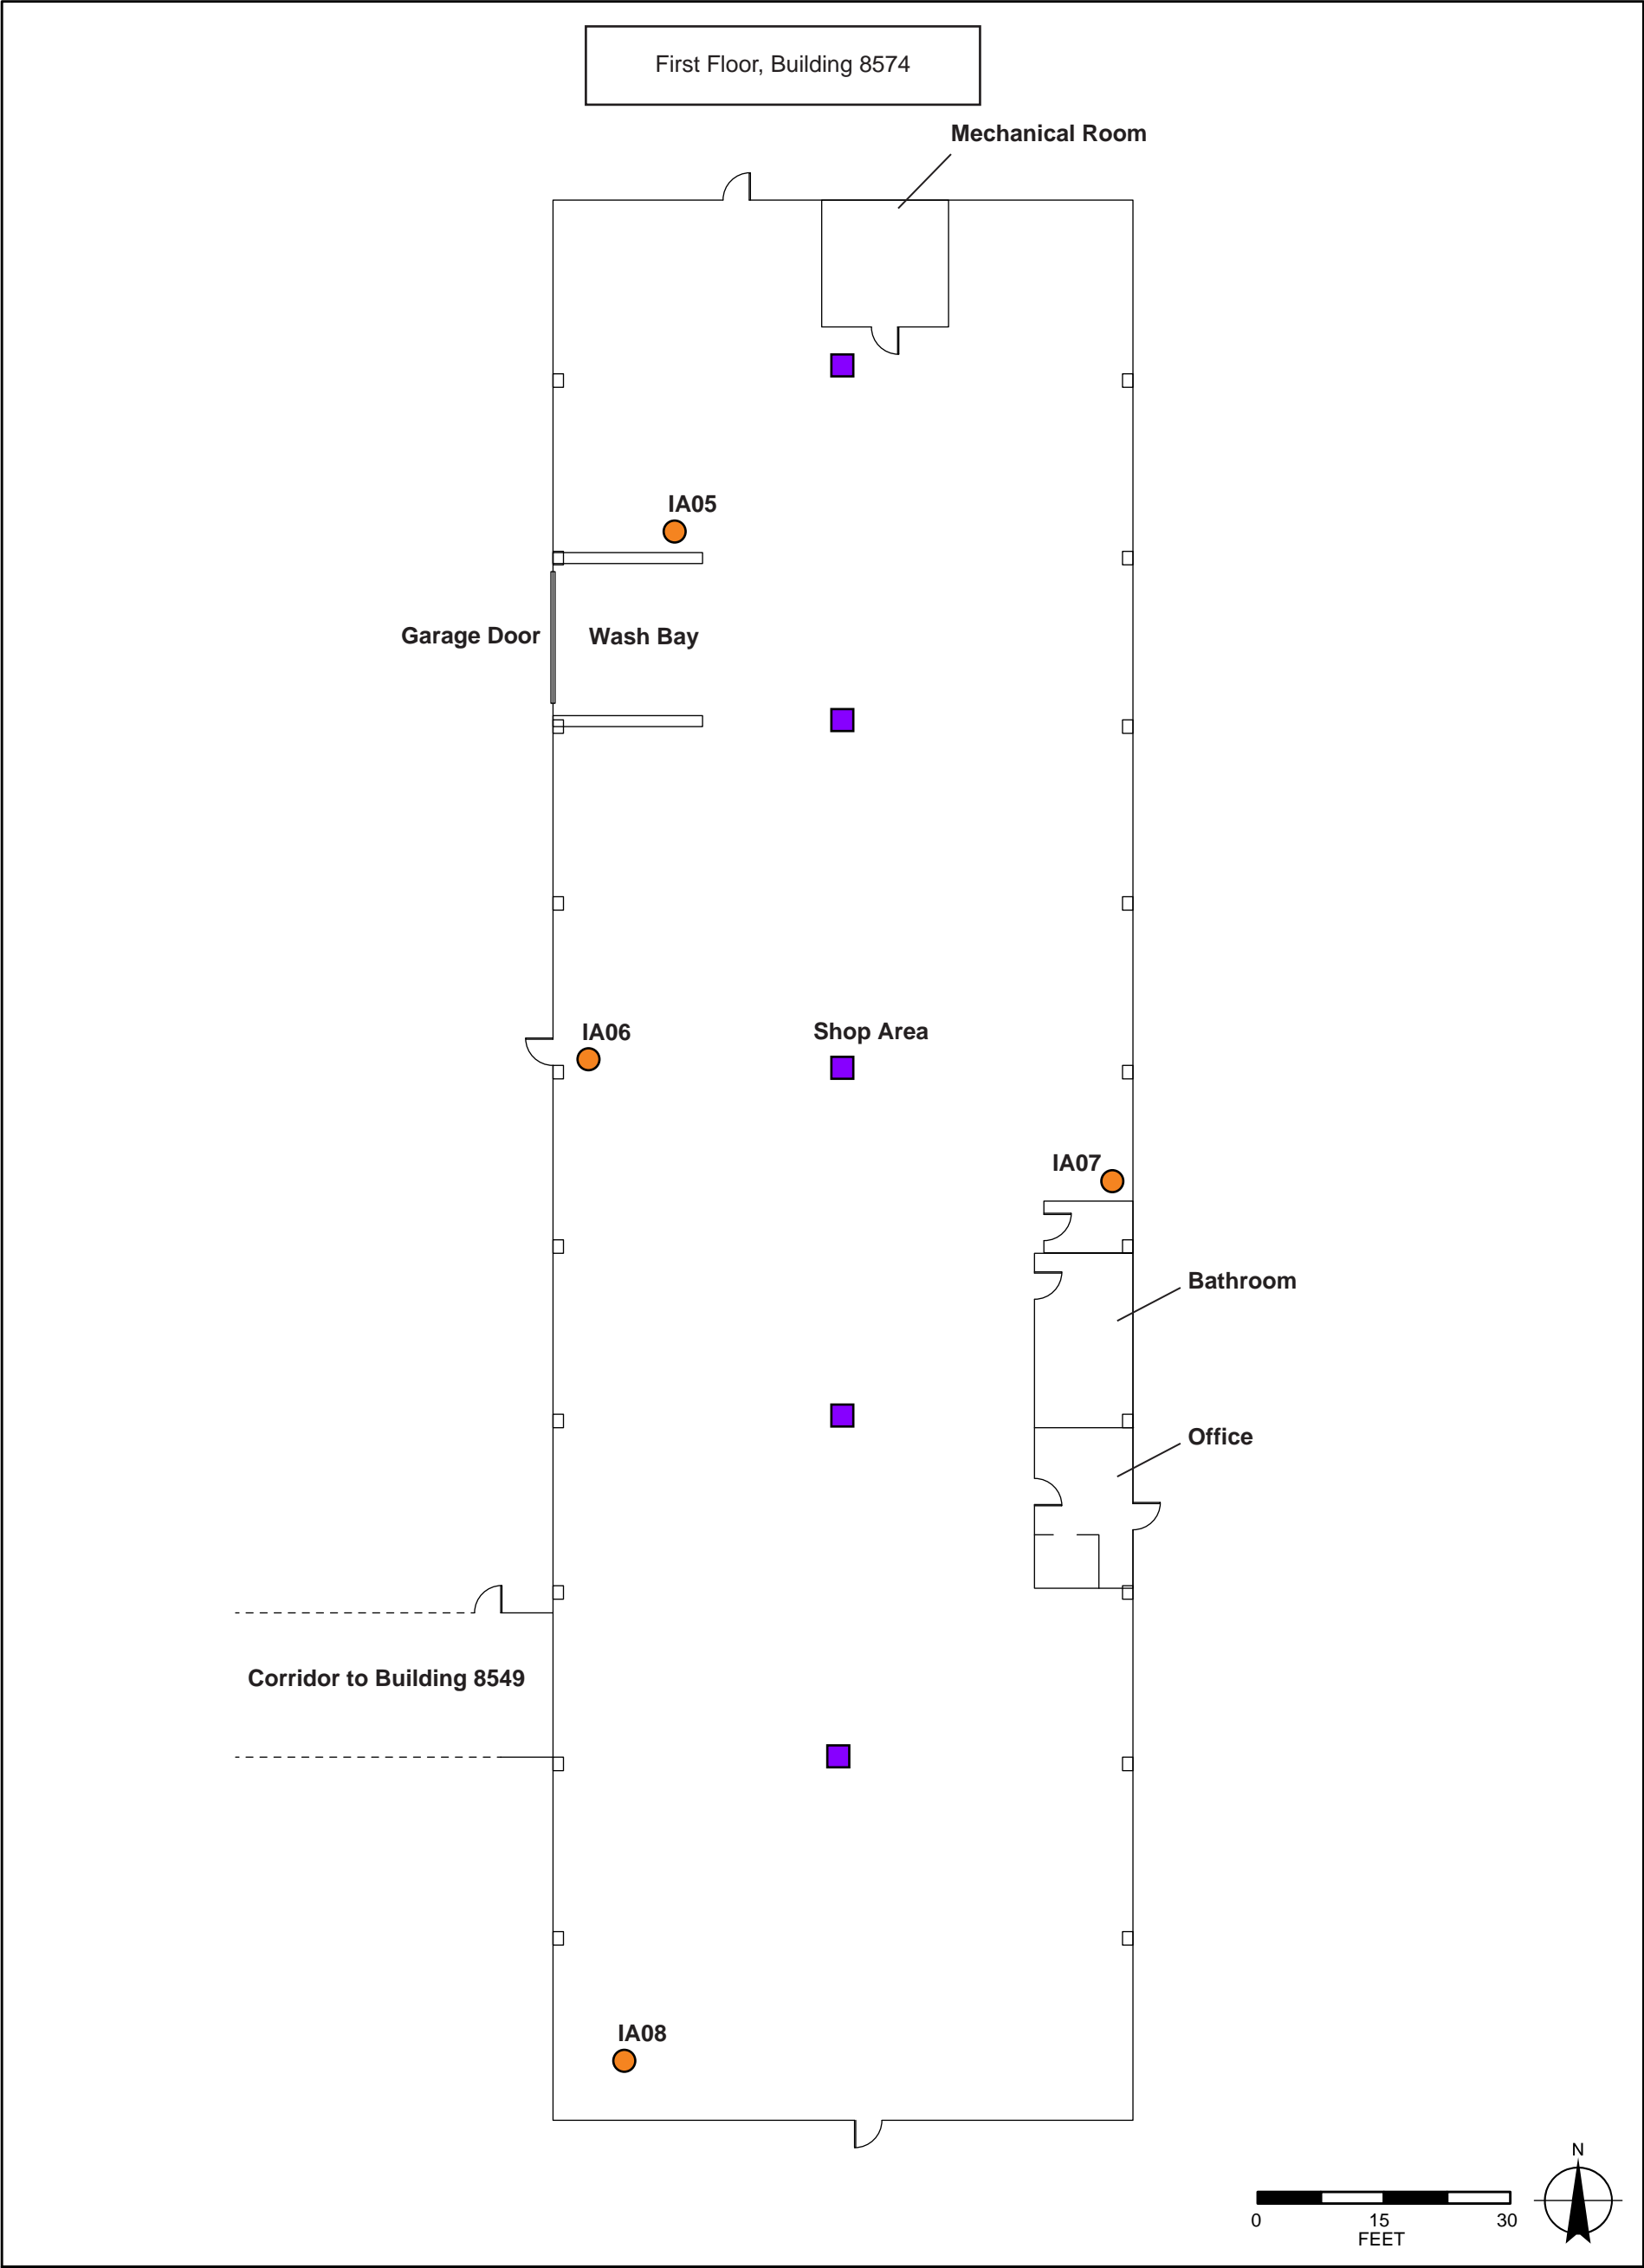 First Floor, Building 8574
Mechanical Room
IA05
Garage Door
Wash Bay
IA06
Shop Area
IA07
Bathroom
Office
Corridor to Building 8549
IA08
N
0 15 30
FEET